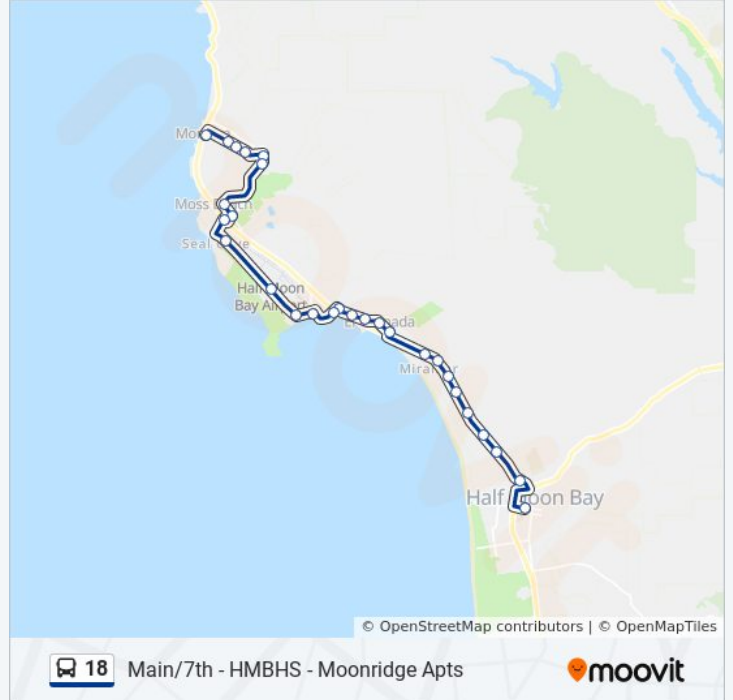 Moss Beach
Seal Cove
Half Moon
Bay Airport
El Granada
Miramar
Half Moon Bay
© OpenStreetMap contributors | © OpenMapTiles
18 Main/7th - HMBHS - Moonridge Apts moovit